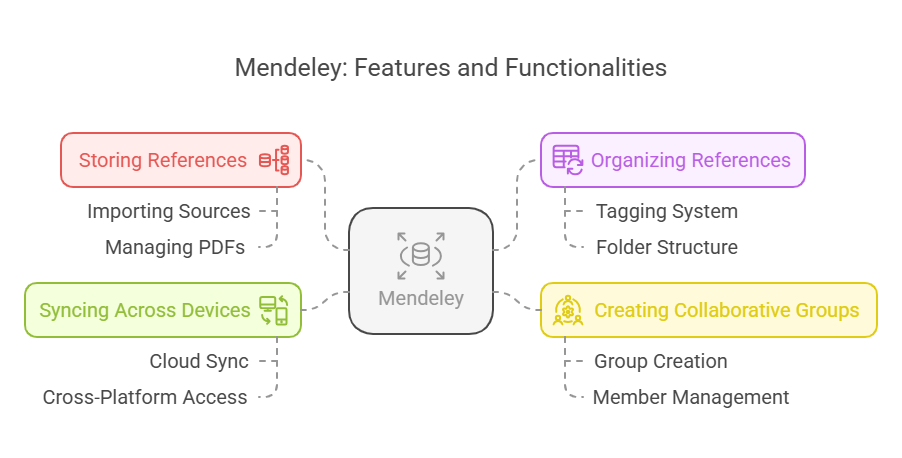 Mendeley: Features and Functionalities
Storing References
Importing Sources
Managing PDFs
Syncing Across Devices
Cloud Sync
Cross-Platform Access
Mendeley
Organizing References
Tagging System
Folder Structure
Creating Collaborative Groups
Group Creation
Member Management